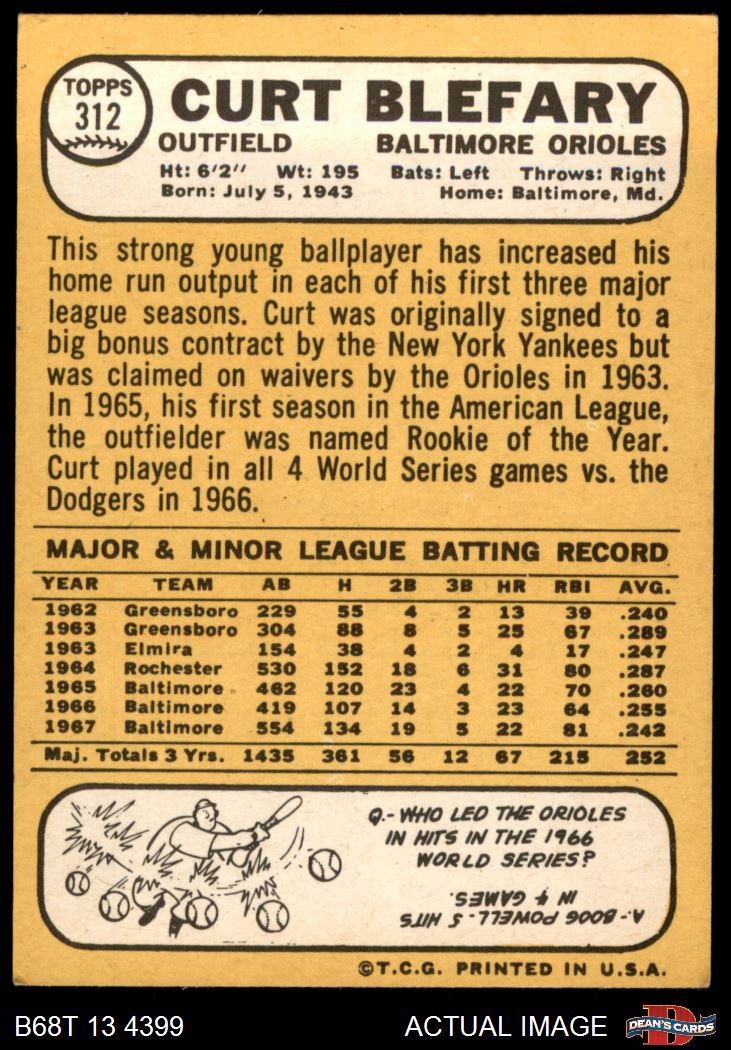 TOPPS
312
CURT BLEFARY
OUTFIELD BALTIMORE ORIOLES
Ht: 6'2" Wt: 195 Bats: Left Throws: Right
Born: July 5, 1943 Home: Baltimore, Md.
This strong young ballplayer has increased his
home run output in each of his first three major
league seasons. Curt was originally signed to a
big bonus contract by the New York Yankees but
was claimed on waivers by the Orioles in 1963.
In 1965, his first season in the American League,
the outfielder was named Rookie of the Year.
Curt played in all 4 World Series games vs. the
Dodgers in 1966.
MAJOR & MINOR LEAGUE BATTING RECORD
YEAR TEAM AB H 2B 3B HR RBI AVG.
1962 Greensboro 229 55 4 2 13 39 .240
1963 Greensboro 304 88 8 5 25 67 .289
1963 Elmira 154 38 4 2 4 17 .247
1964 Rochester 530 152 18 6 31 80 .287
1965 Baltimore 462 120 23 4 22 70 .260
1966 Baltimore 419 107 14 3 23 64 .255
1967 Baltimore 554 134 19 5 22 81 .242
Maj. Totals 3 Yrs. 1435 361 56 12 67 215 .252
Q.- WHO LED THE ORIOLES
IN HITS IN THE 1966
WORLD SERIES?
A.- BOOG POWELL. 5 HITS
IN 4 GAMES.
©T.C.G. PRINTED IN U.S.A.
B68T 13 4399 ACTUAL IMAGE D DEAN'S CARDS